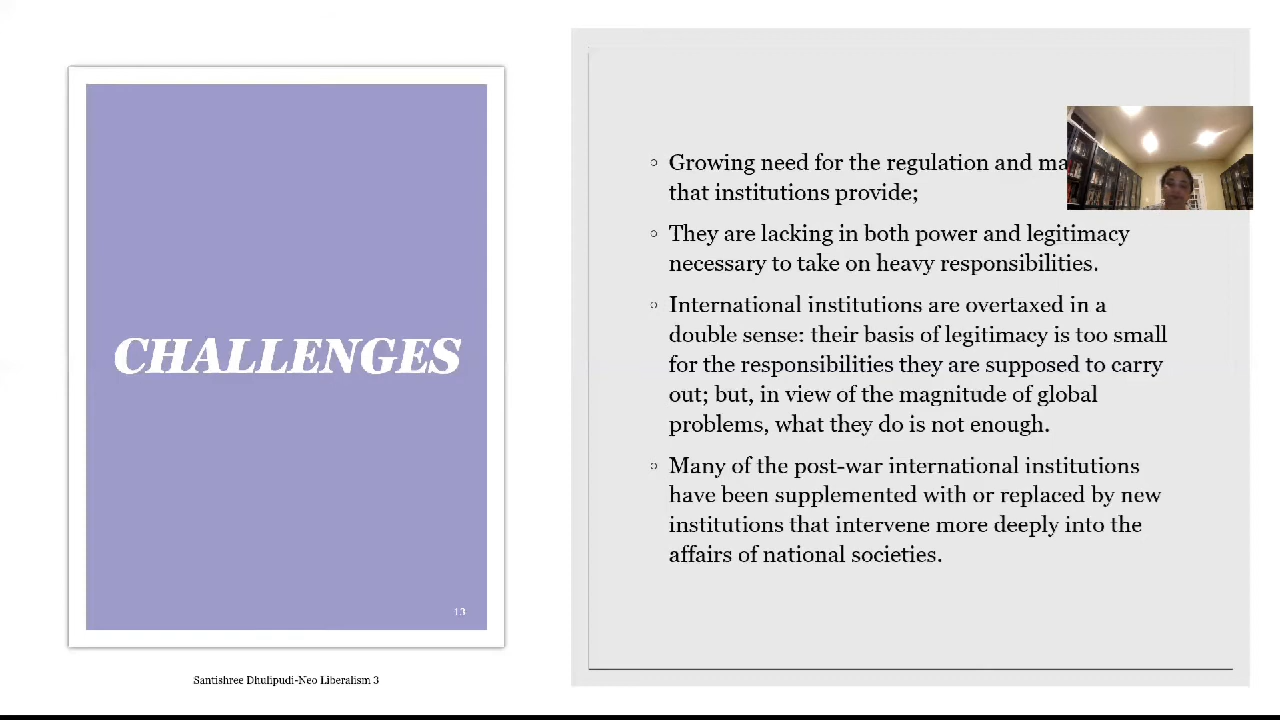 CHALLENGES
13
Santishree Dhulipudi-Neo Liberalism 3
◦ Growing need for the regulation and
that institutions provide;
◦ They are lacking in both power and legitimacy
necessary to take on heavy responsibilities.
◦ International institutions are overtaxed in a
double sense: their basis of legitimacy is too small
for the responsibilities they are supposed to carry
out; but, in view of the magnitude of global
problems, what they do is not enough.
◦ Many of the post-war international institutions
have been supplemented with or replaced by new
institutions that intervene more deeply into the
affairs of national societies.